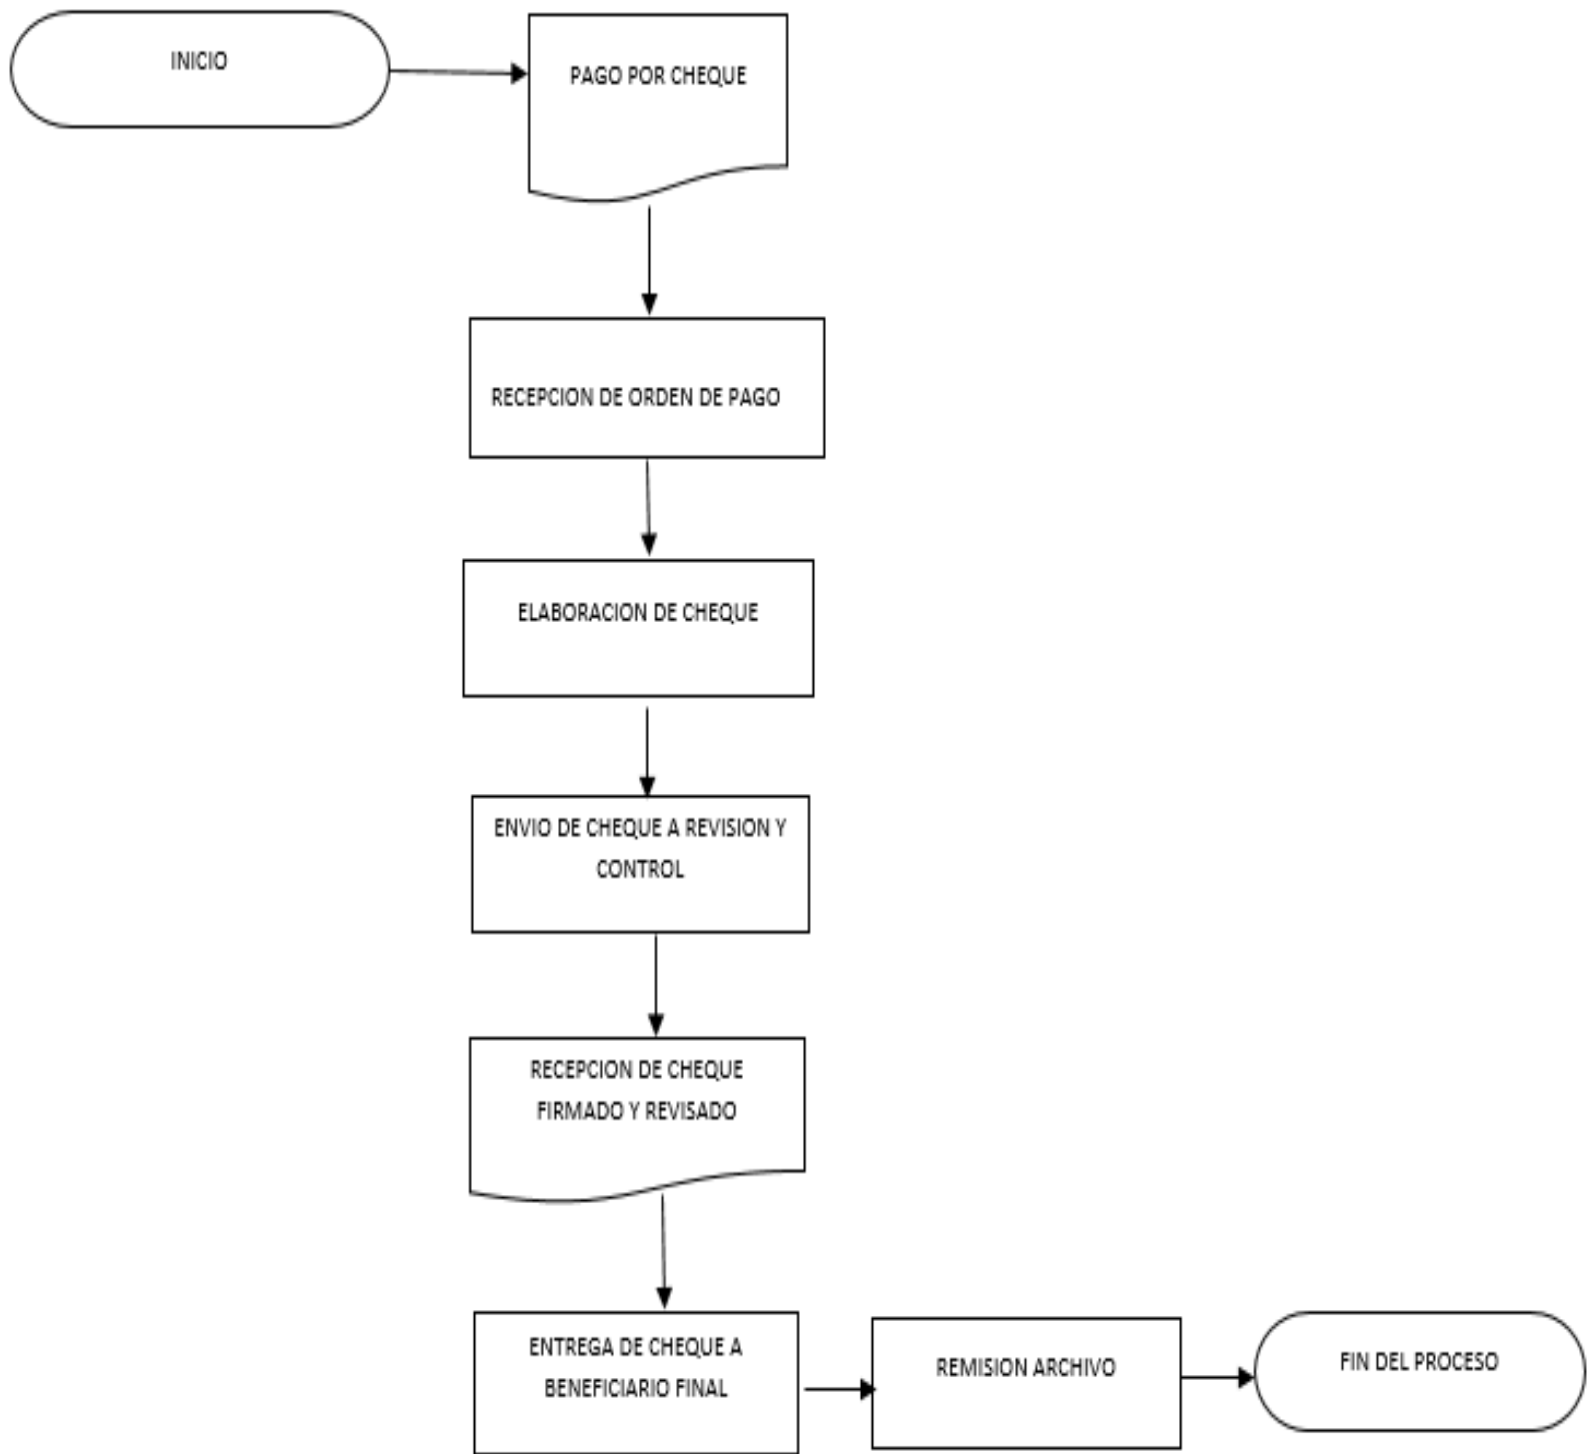 INICIO
PAGO POR CHEQUE
RECEPCION DE ORDEN DE PAGO
ELABORACION DE CHEQUE
ENVIO DE CHEQUE A REVISION Y
CONTROL
RECEPCION DE CHEQUE
FIRMADO Y REVISADO
ENTREGA DE CHEQUE A
BENEFICIARIO FINAL
REMISION ARCHIVO
FIN DEL PROCESO